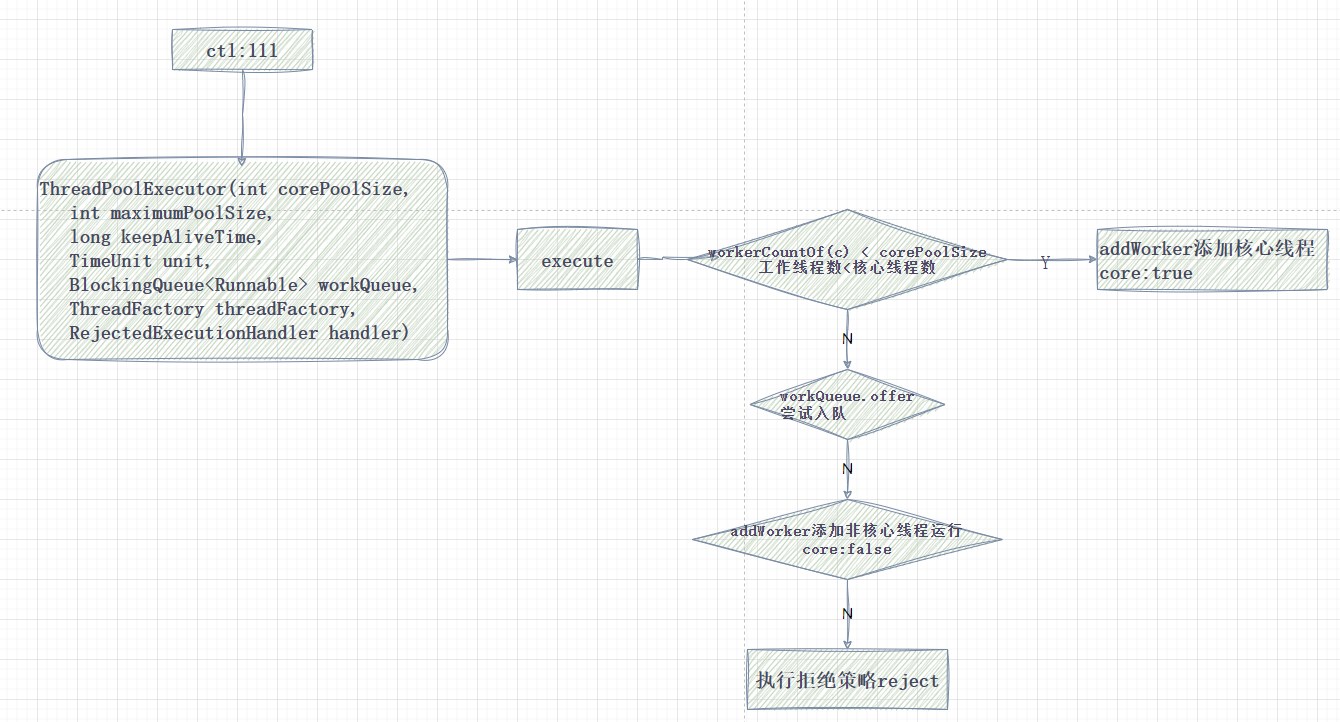 ctl:111
ThreadPoolExecutor(int corePoolSize,
int maximumPoolSize,
long keepAliveTime,
TimeUnit unit,
BlockingQueue<Runnable> workQueue,
ThreadFactory threadFactory,
RejectedExecutionHandler handler)
execute
workerCountOf(c) < corePoolSize
工作线程数<核心线程数
Y
addWorker添加核心线程
core:true
N
workQueue.offer
尝试入队
N
addWorker添加非核心线程运行
core:false
N
执行拒绝策略reject